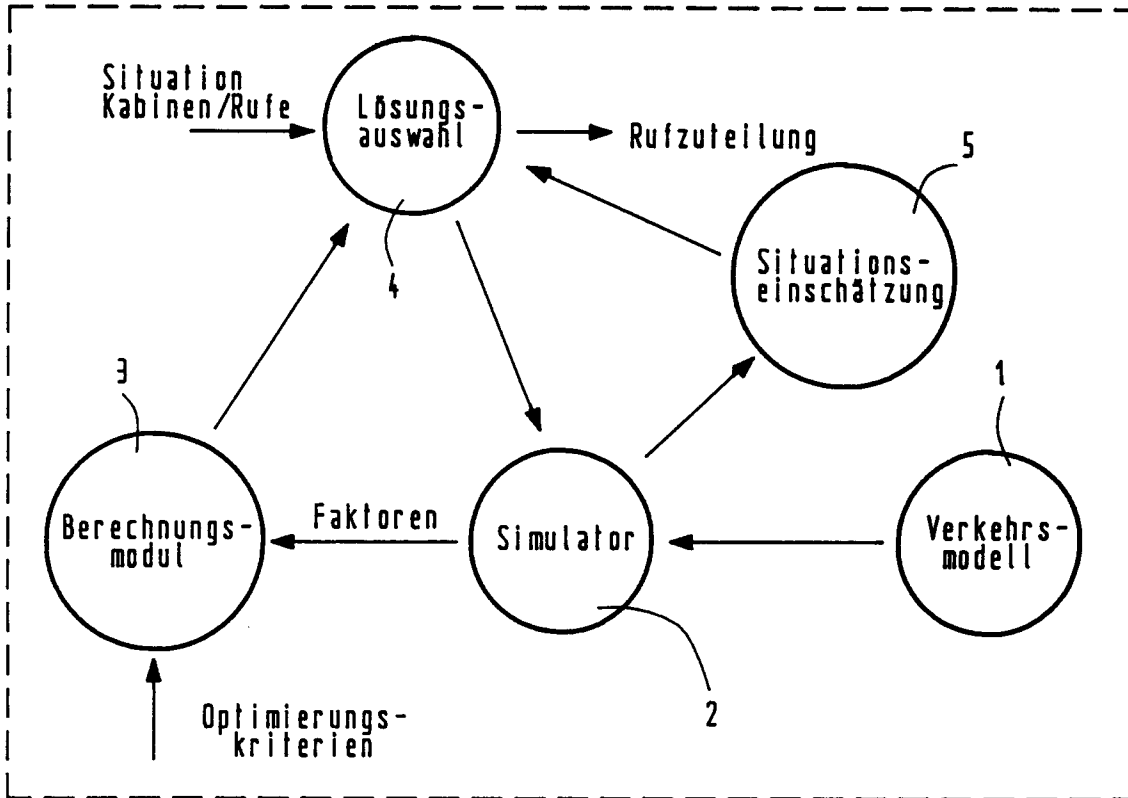 Situation
Kabinen/Rufe
Lösungs-
auswahl
Rufzuteilung
5
4
Situations-
einschätzung
3
1
Berechnungs-
modul
Faktoren
Simulator
Verkehrs-
modell
2
Optimierungs-
kriterien